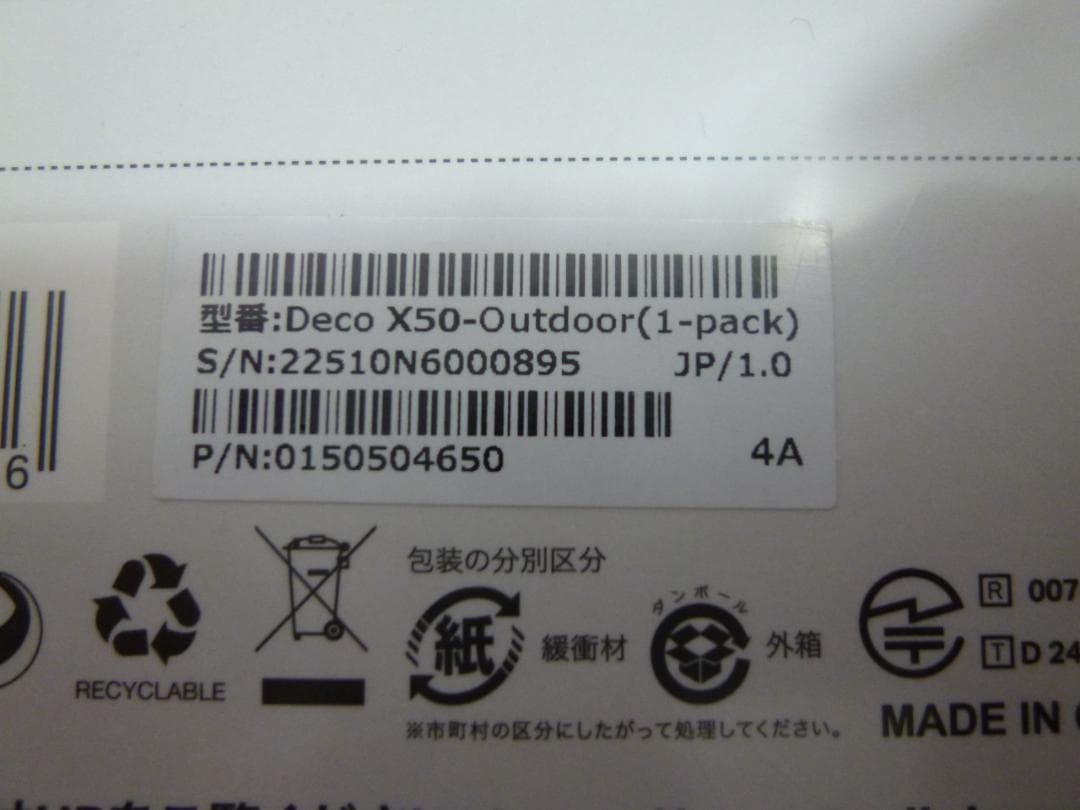 型番:Deco X50-Outdoor(1-pack)
S/N:22510N6000895 JP/1.0
P/N:0150504650 4A
6
包装の分別区分
RECYCLABLE
紙 緩衝材
ダンボール 外箱
R 007
T D 24
※市町村の区分にしたがって処理してください。
MADE IN